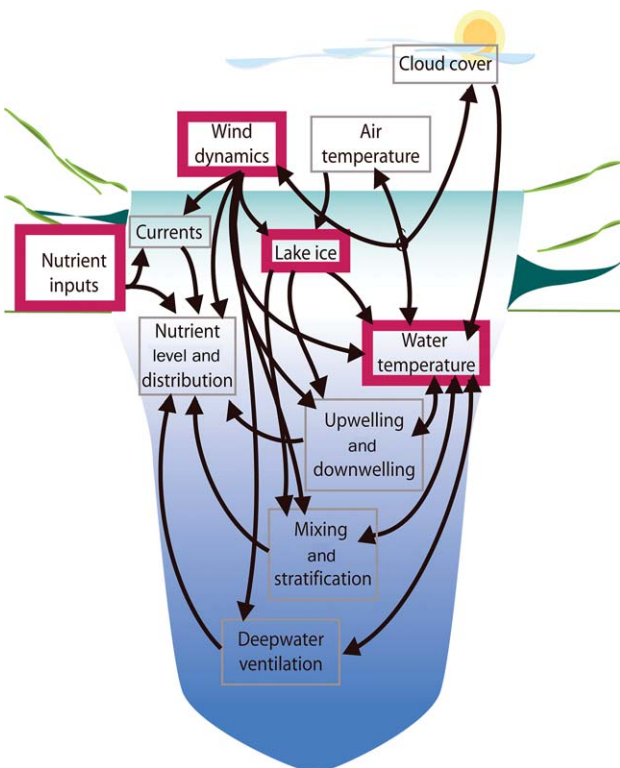 Cloud cover
Wind
dynamics
Air
temperature
Currents
Lake ice
Nutrient
inputs
Nutrient
level and
distribution
Water
temperature
Upwelling
and
downwelling
Mixing
and
stratification
Deepwater
ventilation